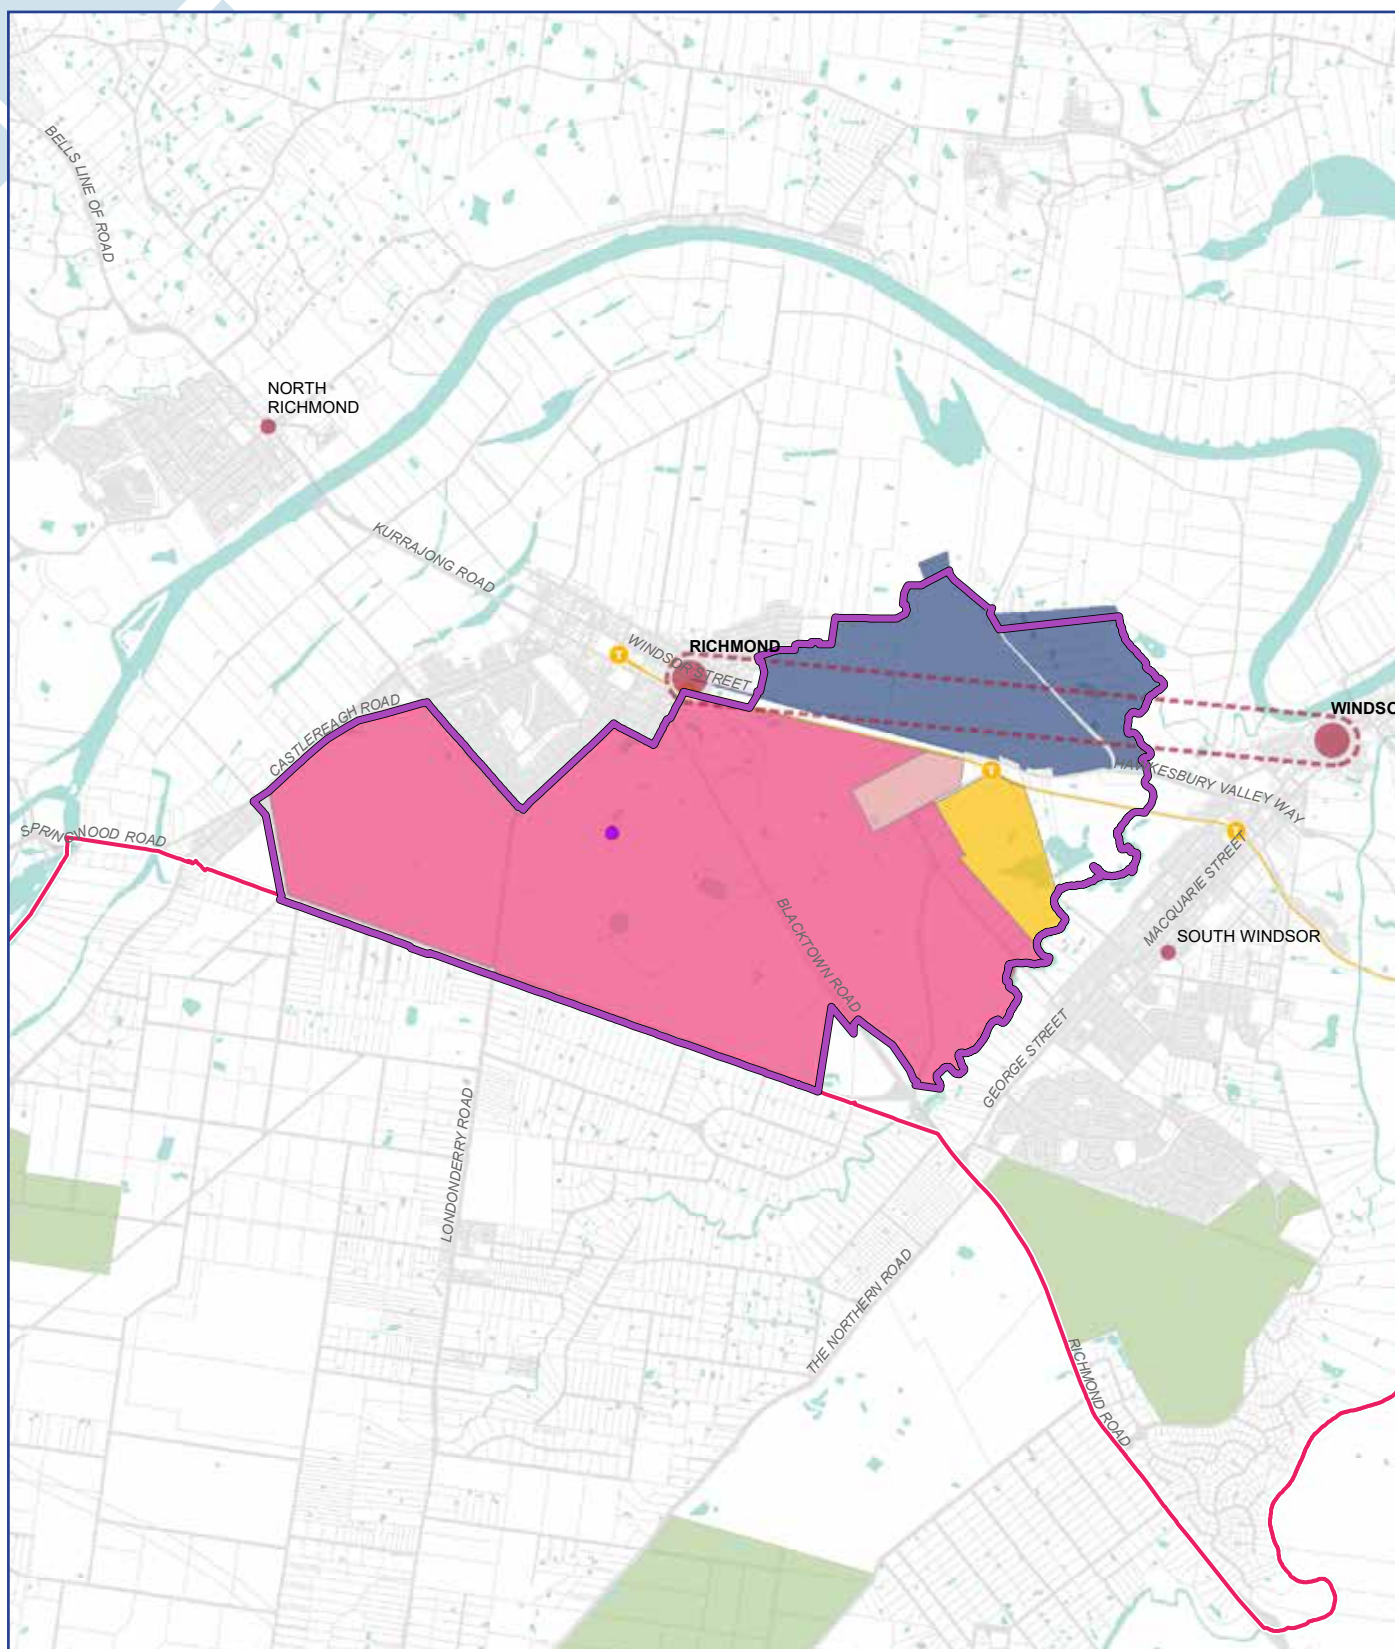 BELLS LINE OF ROAD
NORTH
RICHMOND
KURRAJONG ROAD
WINDSOR STREET
RICHMOND
CASTLEREAGH ROAD
WINDSO
HAWKESBURY VALLEY WAY
T
T
T
SPRINGWOOD ROAD
MACQUARIE STREET
BLACKTOWN ROAD
SOUTH WINDSOR
GEORGE STREET
LONDONDERRY ROAD
THE NORTHERN ROAD
RICHMOND ROAD